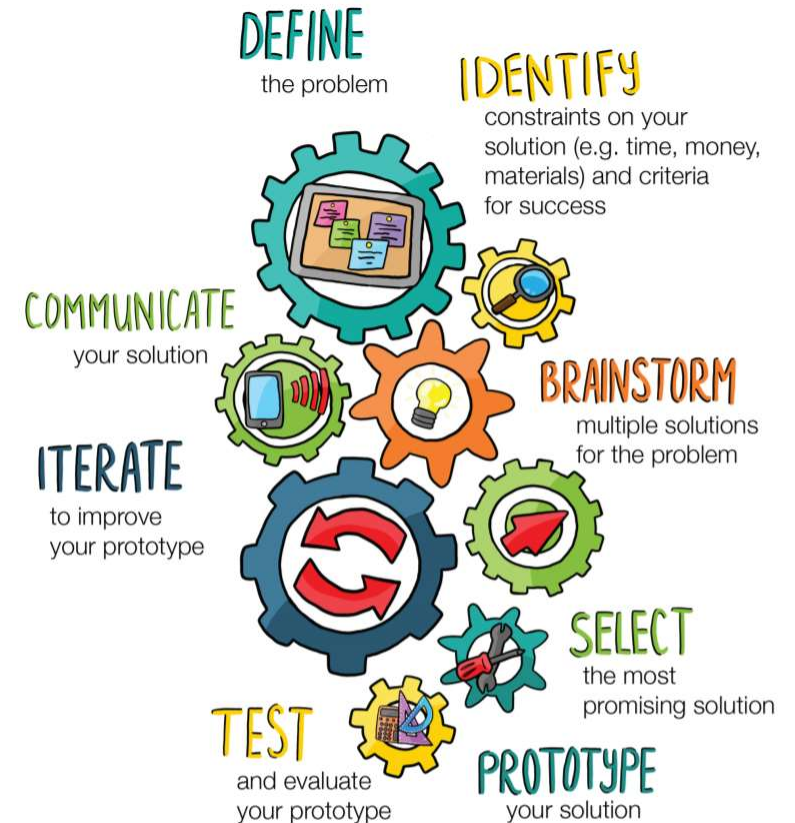 DEFINE
the problem
IDENTIFY
constraints on your
solution (e.g. time, money,
materials) and criteria
for success
BRAINSTORM
multiple solutions
for the problem
SELECT
the most
promising solution
PROTOTYPE
your solution
TEST
and evaluate
your prototype
ITERATE
to improve
your prototype
COMMUNICATE
your solution